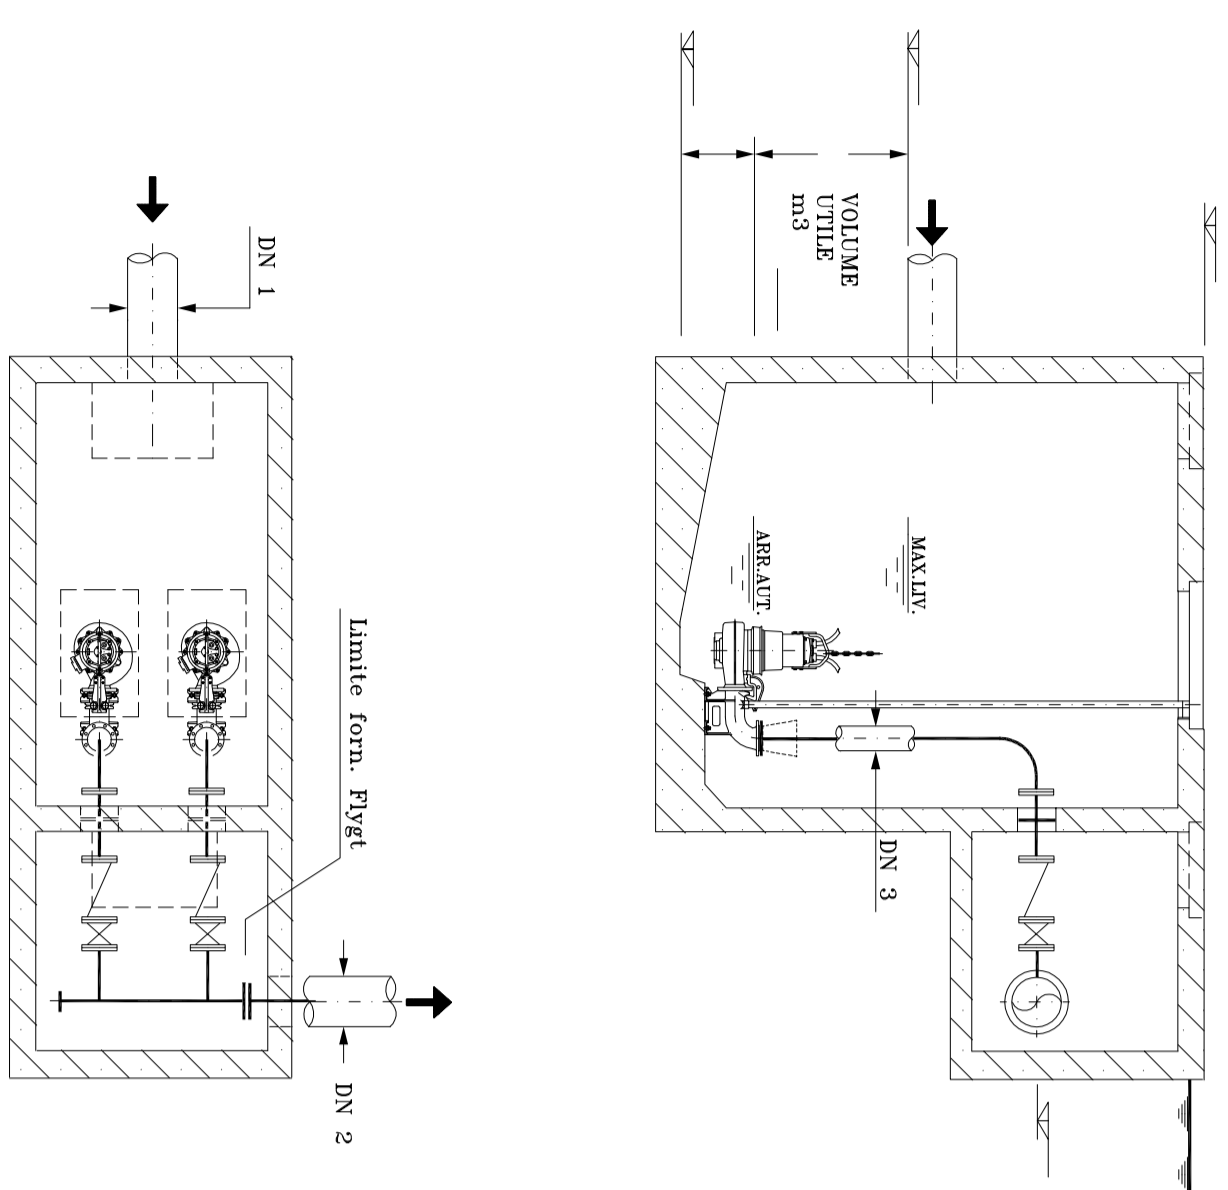 VOLUME
UTILE
m3
DN 1
MAX.LIV.
ARR.AUT.
Limite forn. Flygt
DN 3
DN 2